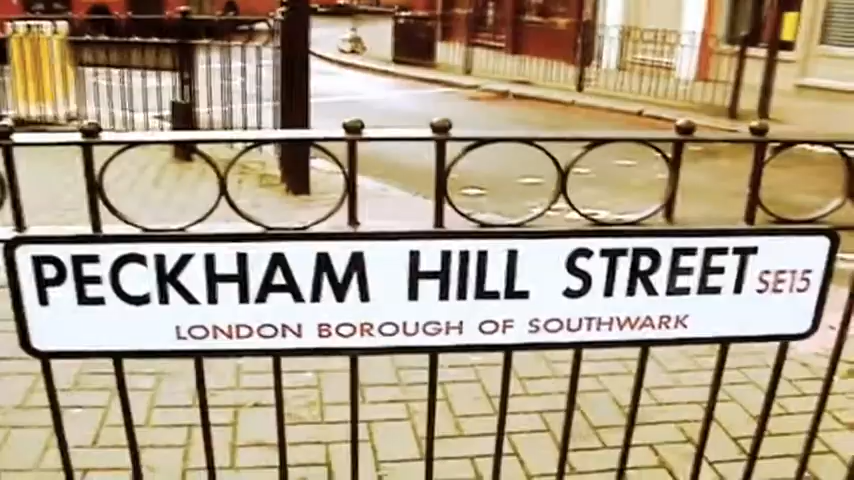 PECKHAM HILL STREET SE15
LONDON BOROUGH OF SOUTHWARK